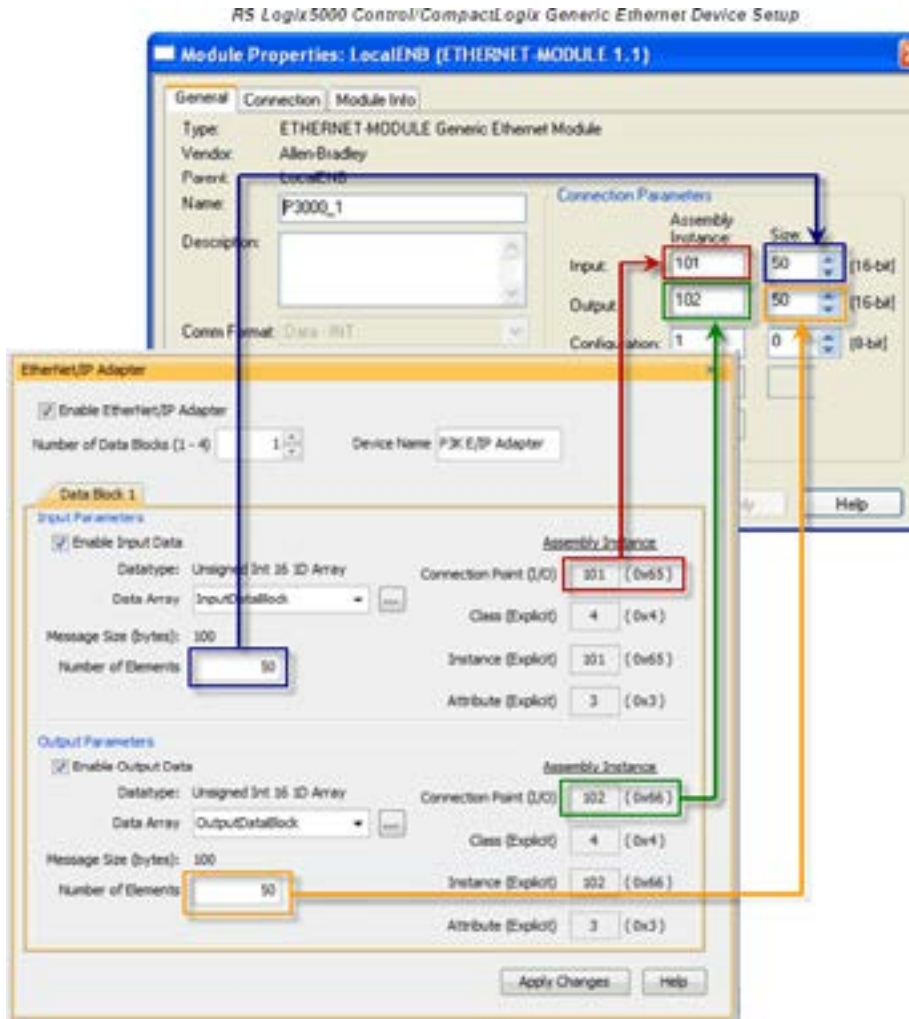 RS Logix5000 Control/CompactLogix Generic Ethernet Device Setup
Module Properties: LocalENB (ETHERNET-MODULE 1.1)
General Connection Module Info
Type: ETHERNET-MODULE Generic Ethernet Module
Vendor: Allen-Bradley
Parent: LocalENB
Name: P3000_1
Connection Parameters
Assembly Instance: Size:
Description:
Input: 101 50 (16-bit)
Output: 102 50 (16-bit)
Comm Format: Data - INT
Configuration: 1 0 (8-bit)
Help
EtherNet/IP Adapter
Enable EtherNet/IP Adapter
Number of Data Blocks (1 - 4) 1 Device Name P3K E/IP Adapter
Data Block 1
Input Parameters
Enable Input Data Assembly Instance
Datatype: Unsigned Int 16 1D Array Connection Point (I/O) 101 (0x65)
Data Array InputDataBlock ... Class (Explicit) 4 (0x4)
Message Size (bytes): 100
Number of Elements 50 Instance (Explicit) 101 (0x65)
Attribute (Explicit) 3 (0x3)
Output Parameters
Enable Output Data Assembly Instance
Datatype: Unsigned Int 16 1D Array Connection Point (I/O) 102 (0x66)
Data Array OutputDataBlock ... Class (Explicit) 4 (0x4)
Message Size (bytes): 100
Number of Elements 50 Instance (Explicit) 102 (0x66)
Attribute (Explicit) 3 (0x3)
Apply Changes Help